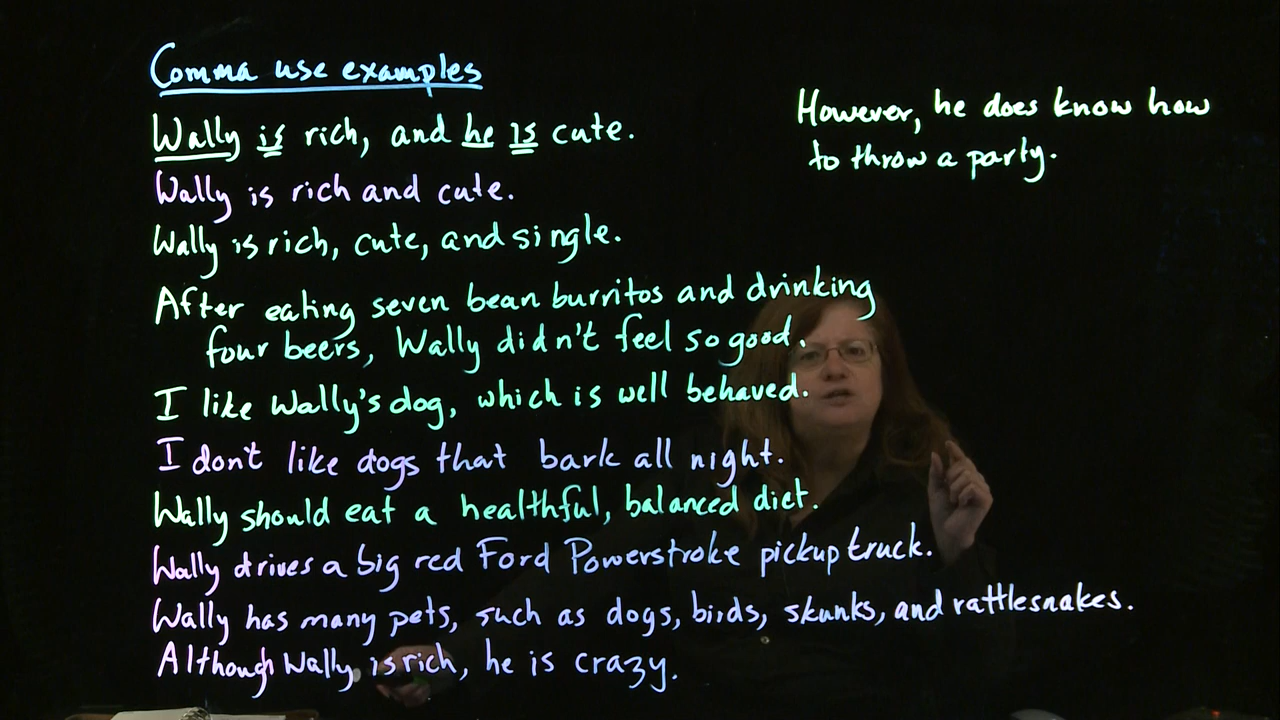 Comma use examples
Wally is rich, and he is cute.
Wally is rich and cute.
Wally is rich, cute, and single.
After eating seven bean burritos and drinking
four beers, Wally didn't feel so good.
I like Wally's dog, which is well behaved.
I don't like dogs that bark all night.
Wally should eat a healthful, balanced diet.
Wally drives a big red Ford Powerstroke pickup truck.
Wally has many pets, such as dogs, birds, skunks, and rattlesnakes.
Although Wally is rich, he is crazy.
However, he does know how
to throw a party.